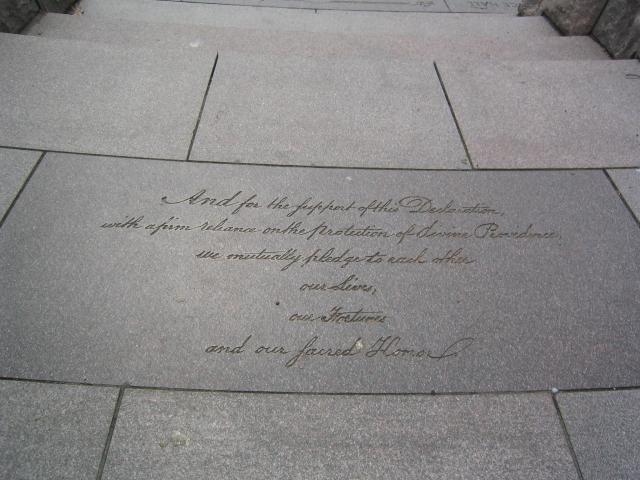 And for the support of this Declaration,
with a firm reliance on the Protection of divine Providence,
we mutually pledge to each other
our Lives,
our Fortunes
and our sacred Honor